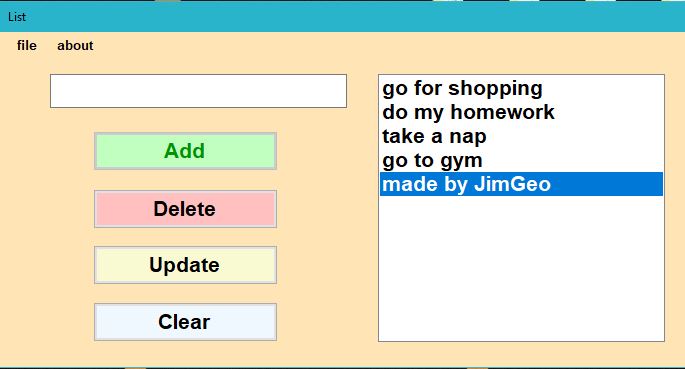 List
file about
Add
Delete
Update
Clear
go for shopping
do my homework
take a nap
go to gym
made by JimGeo